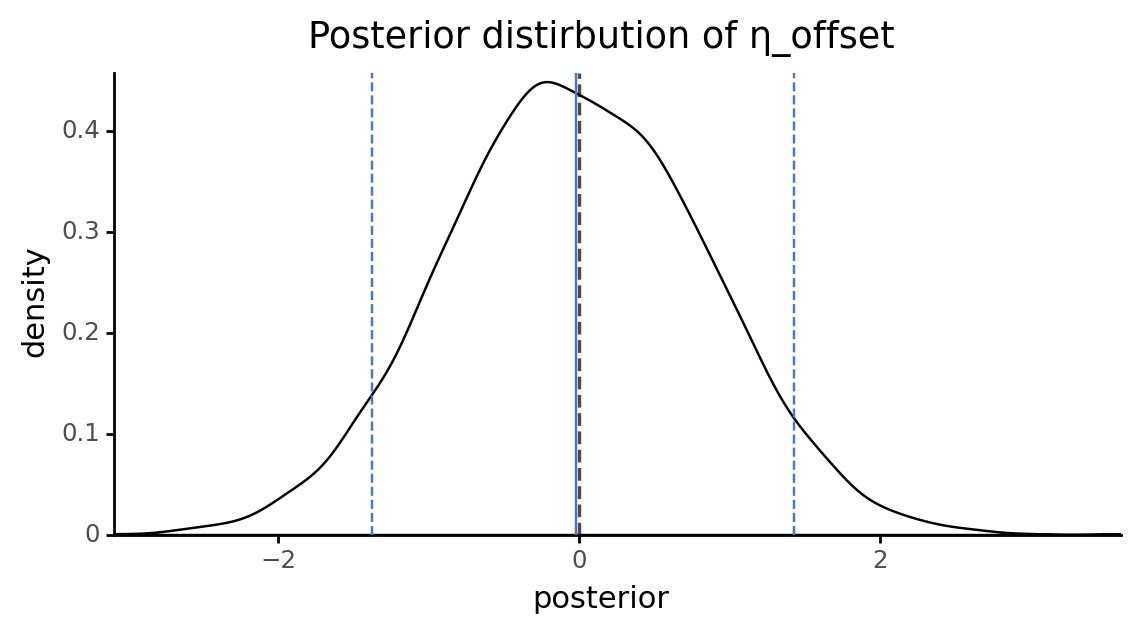 Posterior distirbution of η_offset
density
0.4
0.3
0.2
0.1
0
−2
0
2
posterior